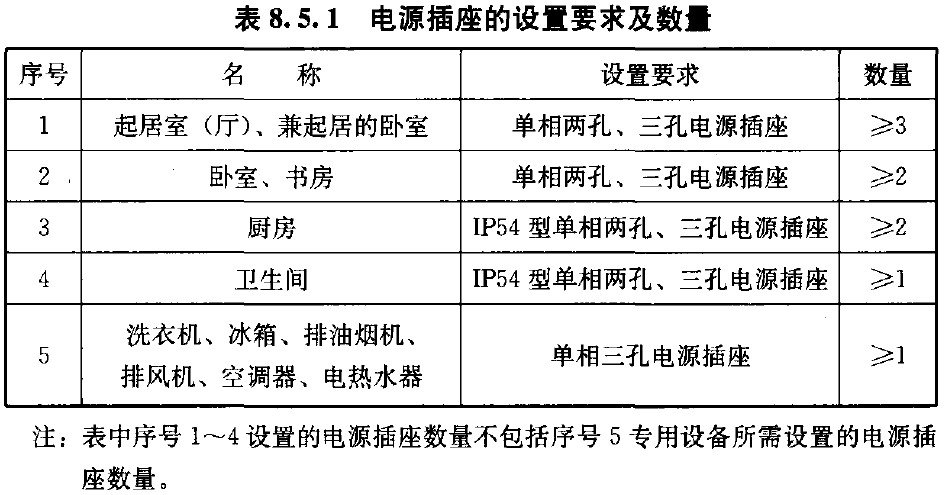 表 8.5.1 电源插座的设置要求及数量
序号 名 称 设置要求 数量
1 起居室（厅）、兼起居的卧室 单相两孔、三孔电源插座 ≥3
2 卧室、书房 单相两孔、三孔电源插座 ≥2
3 厨房 IP54 型单相两孔、三孔电源插座 ≥2
4 卫生间 IP54 型单相两孔、三孔电源插座 ≥1
5 洗衣机、冰箱、排油烟机、
排风机、空调器、电热水器 单相三孔电源插座 ≥1
注：表中序号 1～4 设置的电源插座数量不包括序号 5 专用设备所需设置的电源插
座数量。